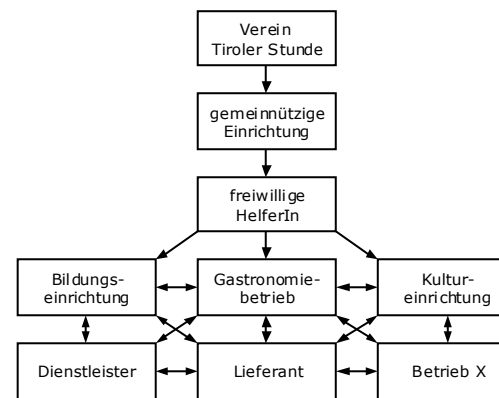 Verein
Tiroler Stunde
gemeinnützige
Einrichtung
freiwillige
HelferIn
Bildungs-
einrichtung
Gastronomie-
betrieb
Kultur-
einrichtung
Dienstleister
Lieferant
Betrieb X